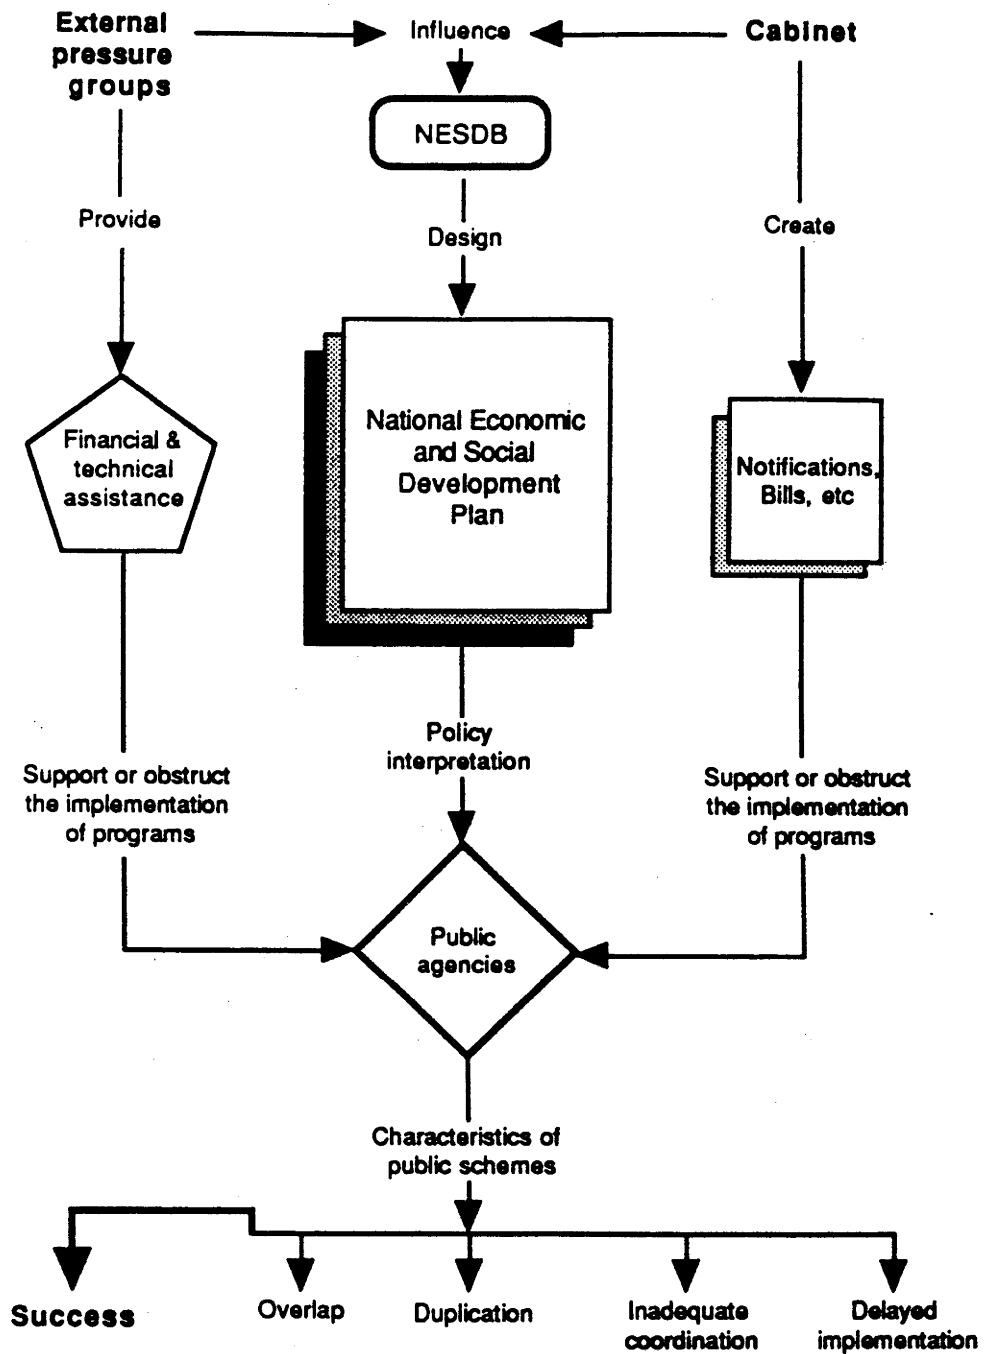 External
pressure
groups
Influence
Cabinet
NESDB
Provide
Design
Create
Financial &
technical
assistance
National Economic
and Social
Development
Plan
Notifications,
Bills, etc
Policy
interpretation
Support or obstruct
the implementation
of programs
Support or obstruct
the implementation
of programs
Public
agencies
Characteristics of
public schemes
Success
Overlap
Duplication
Inadequate
coordination
Delayed
implementation